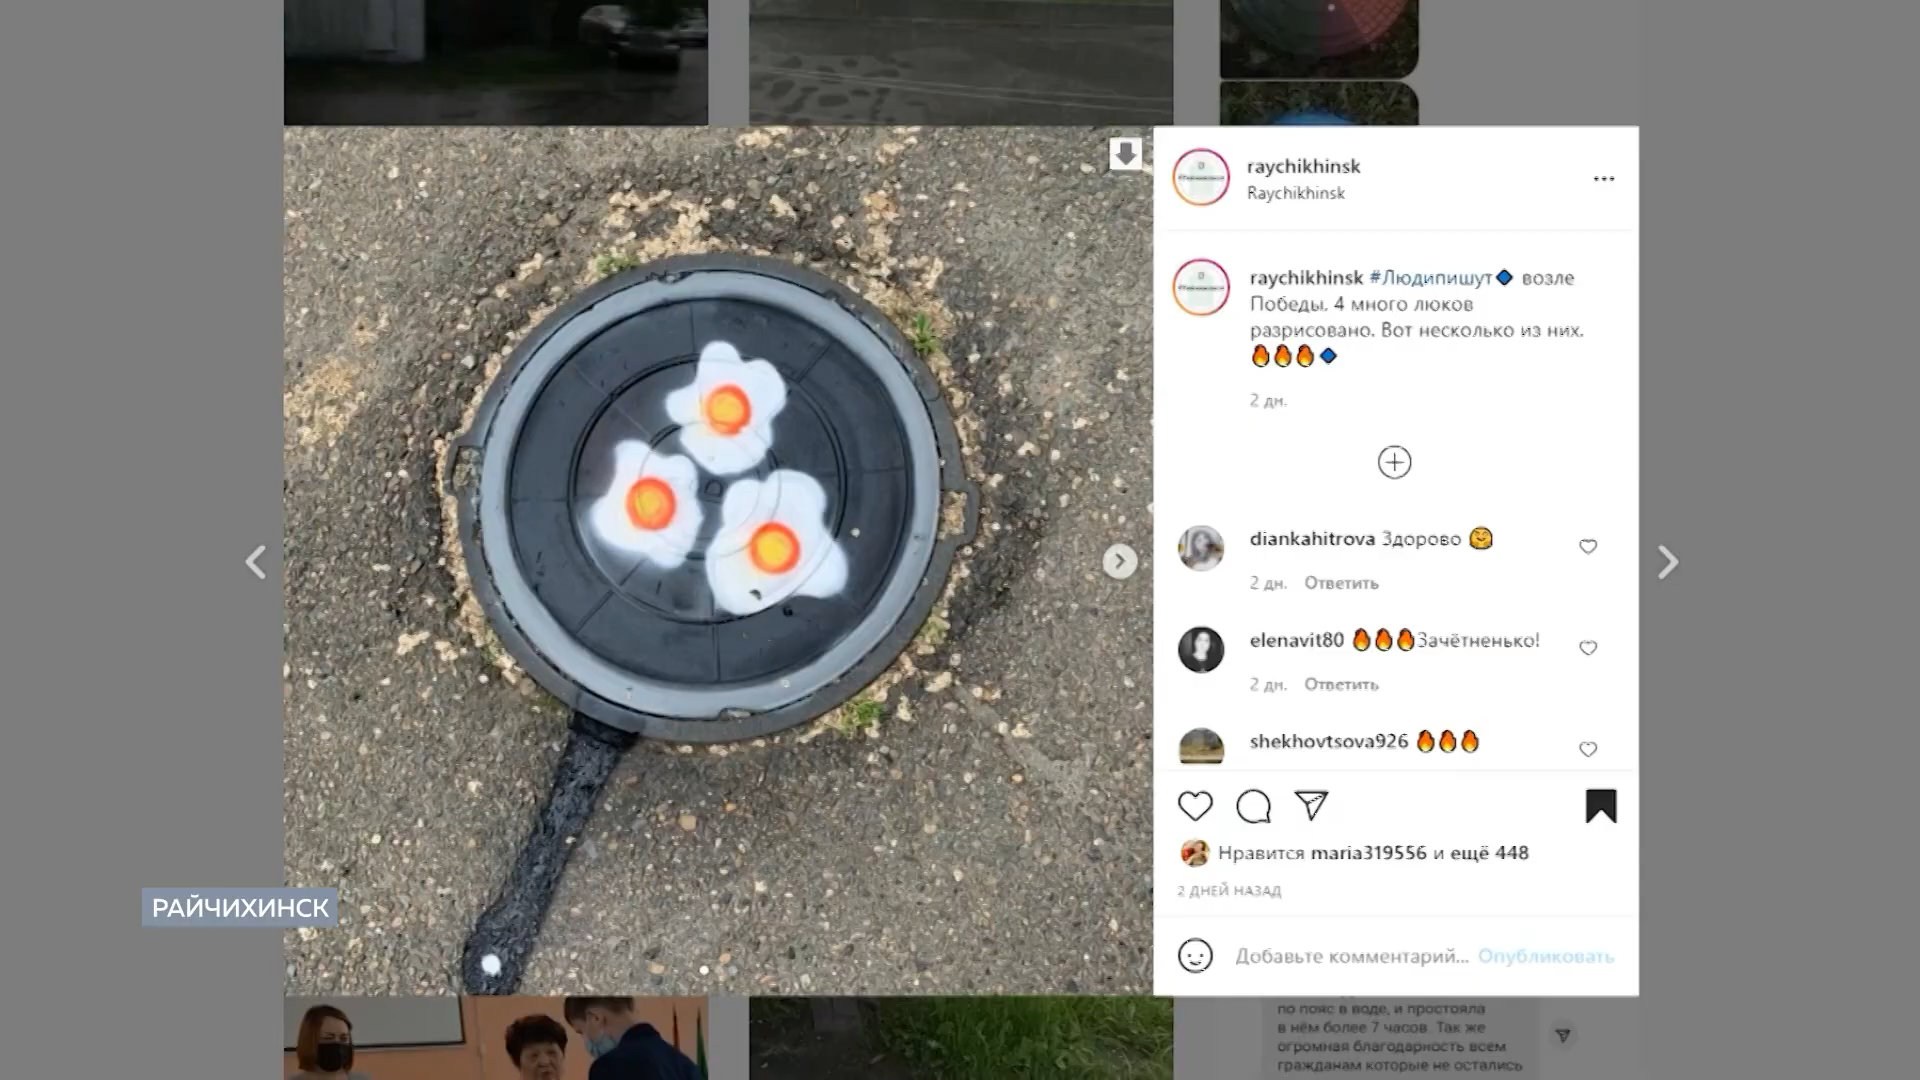 raychikhinsk
Raychikhinsk
raychikhinsk #Людипишут🔹 возле
Победы. 4 много люков
разрисовано. Вот несколько из них.
🔥🔥🔥🔹
2 дн.
diankahitrova Здорово 🤗
2 дн. Ответить
elenavit80 🔥🔥🔥Зачётненько!
2 дн. Ответить
shekhovtsova926 🔥🔥🔥
Нравится maria319556 и ещё 448
2 ДНЕЙ НАЗАД
РАЙЧИХИНСК
Добавьте комментарий... Опубликовать
по пояс в воде, и простояла
в нём более 7 часов. Так же
огромная благодарность всем
гражданам которые не остались